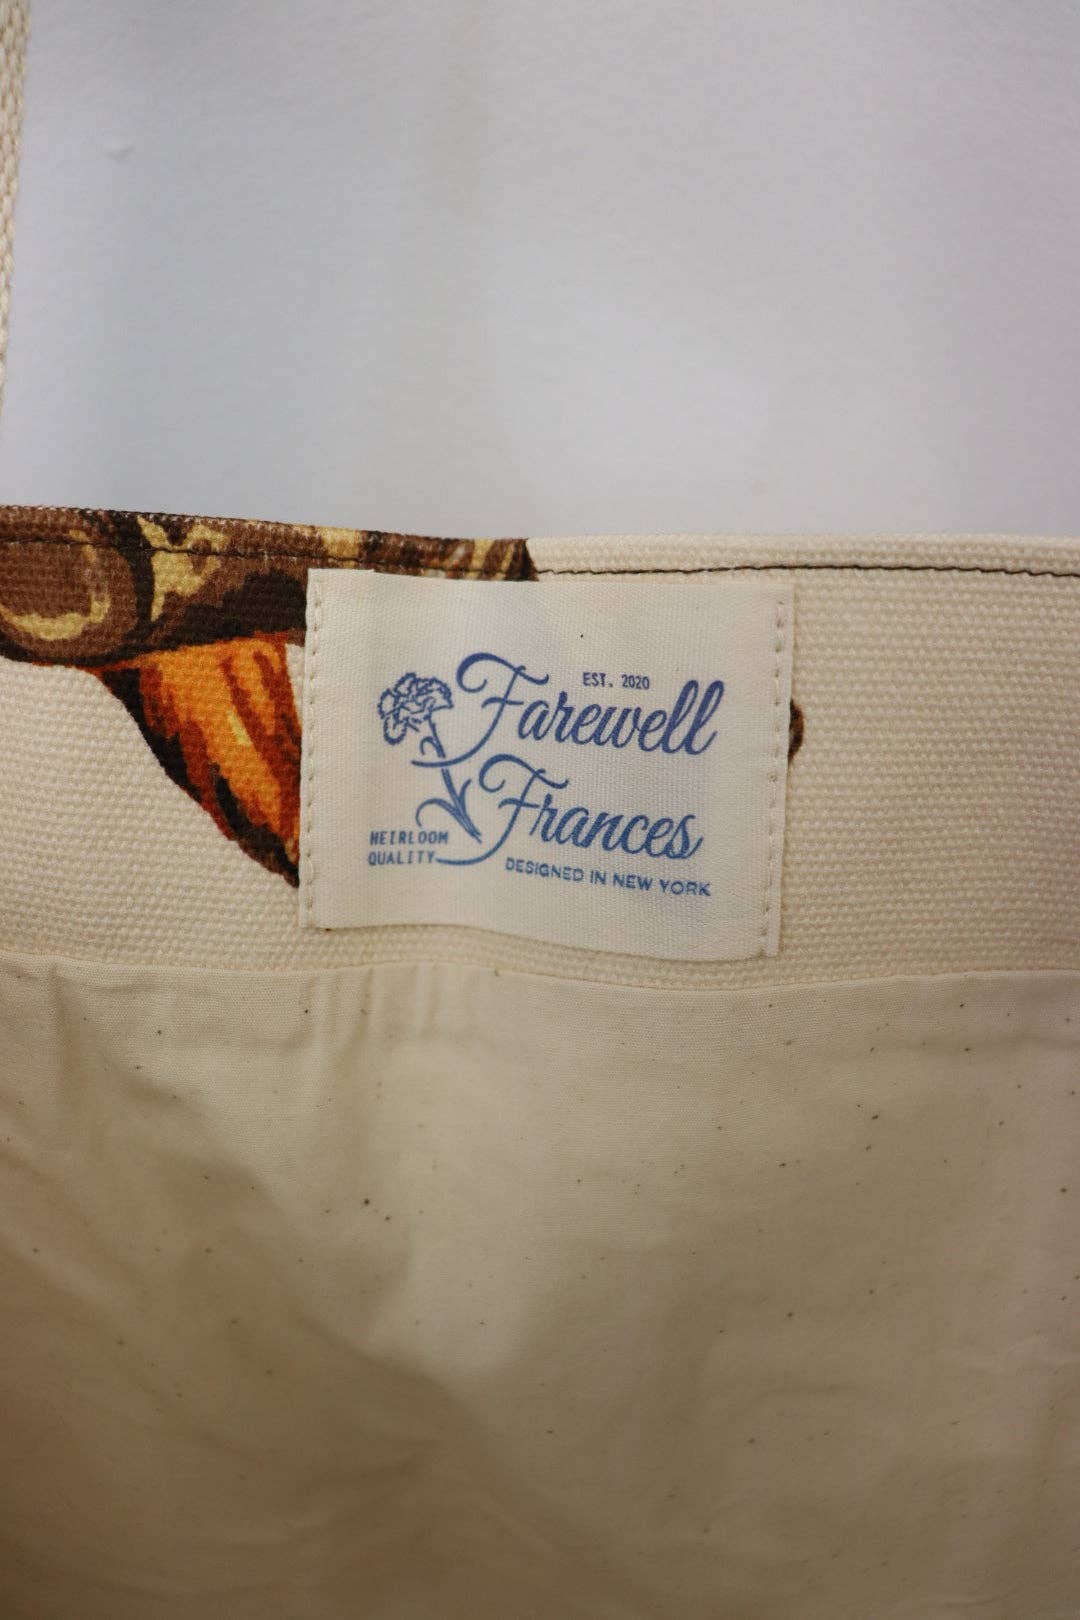 EST. 2020
Farewell
Frances
HEIRLOOM
QUALITY
DESIGNED IN NEW YORK